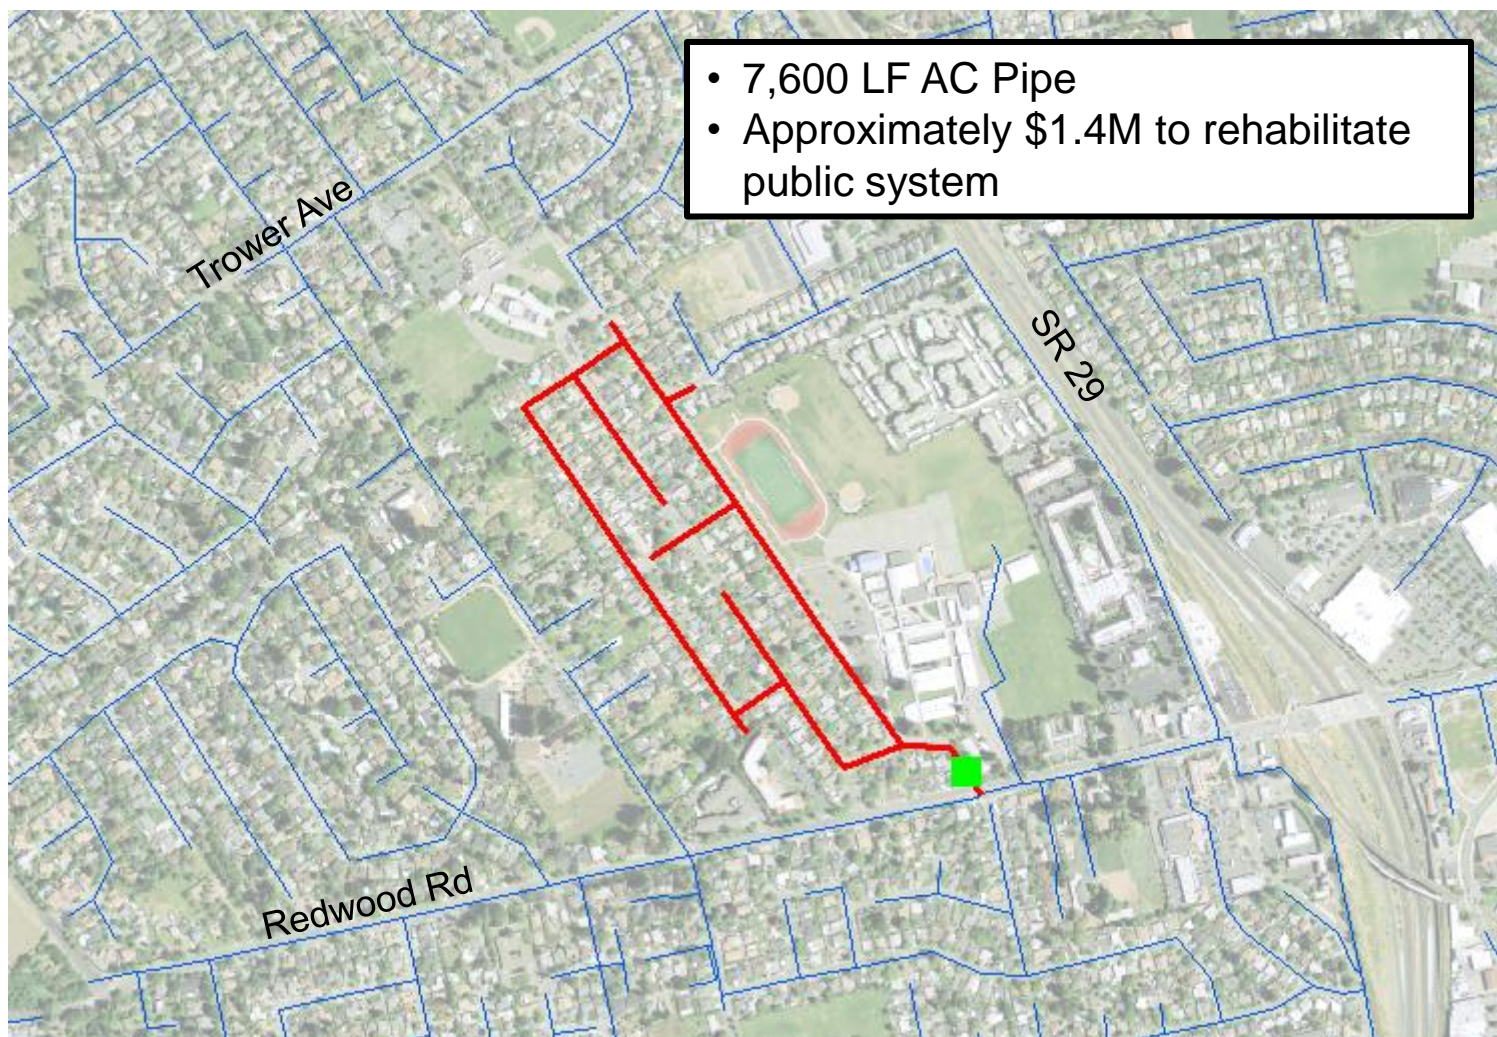 • 7,600 LF AC Pipe
• Approximately $1.4M to rehabilitate
public system
Trower Ave
SR 29
Redwood Rd